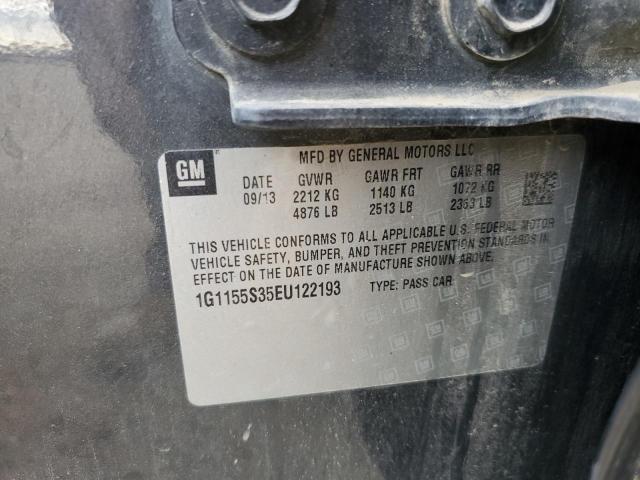 GM
MFD BY GENERAL MOTORS LLC
DATE GVWR GAWR FRT GAWR RR
09/13 2212 KG 1140 KG 1072 KG
4876 LB 2513 LB 2363 LB
THIS VEHICLE CONFORMS TO ALL APPLICABLE U.S. FEDERAL MOTOR
VEHICLE SAFETY, BUMPER, AND THEFT PREVENTION STANDARDS IN
EFFECT ON THE DATE OF MANUFACTURE SHOWN ABOVE.
1G1155S35EU122193 TYPE: PASS CAR